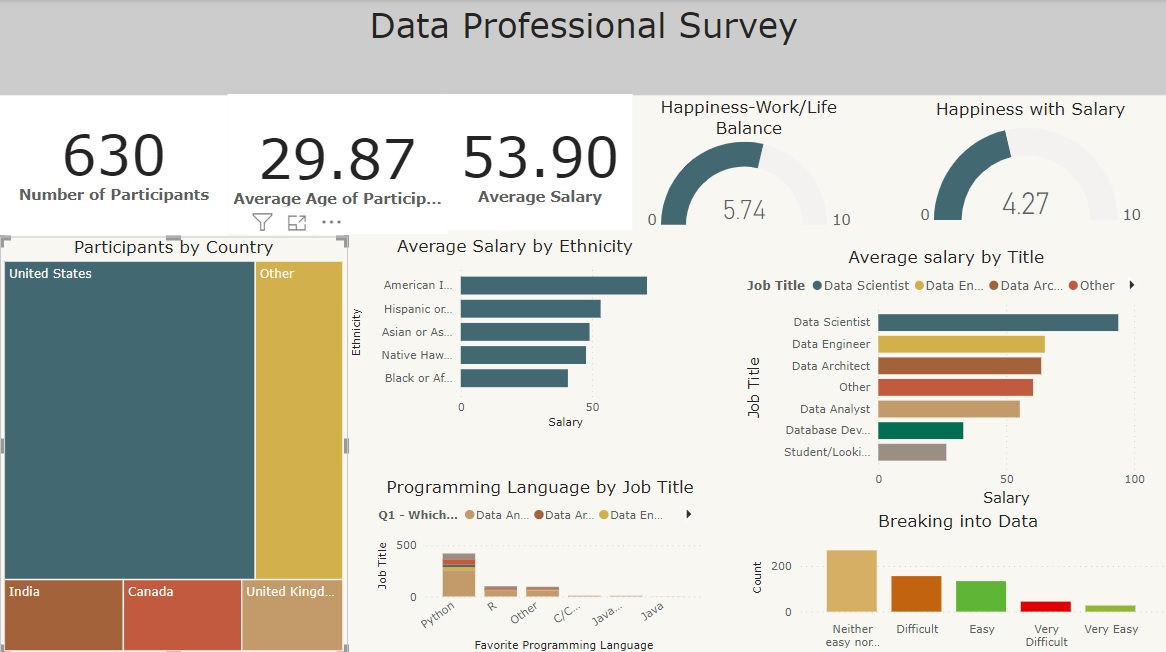 Data Professional Survey
630
Number of Participants
29.87
Average Age of Particip...
53.90
Average Salary
Happiness-Work/Life
Balance
5.74
0
10
Happiness with Salary
4.27
0
10
Participants by Country
United States
Other
India
Canada
United Kingd...
Average Salary by Ethnicity
Ethnicity
American I...
Hispanic or...
Asian or As...
Native Haw...
Black or Af...
0
50
Salary
Average salary by Title
Job Title
Data Scientist
Data En...
Data Arc...
Other
Job Title
Data Scientist
Data Engineer
Data Architect
Other
Data Analyst
Database Dev...
Student/Looki...
0
50
100
Salary
Programming Language by Job Title
Q1 - Which...
Data An...
Data Ar...
Data En...
Job Title
500
0
Python
R
Other
C/C...
Java...
Java
Favorite Programming Language
Breaking into Data
Count
200
0
Neither
easy nor...
Difficult
Easy
Very
Difficult
Very Easy